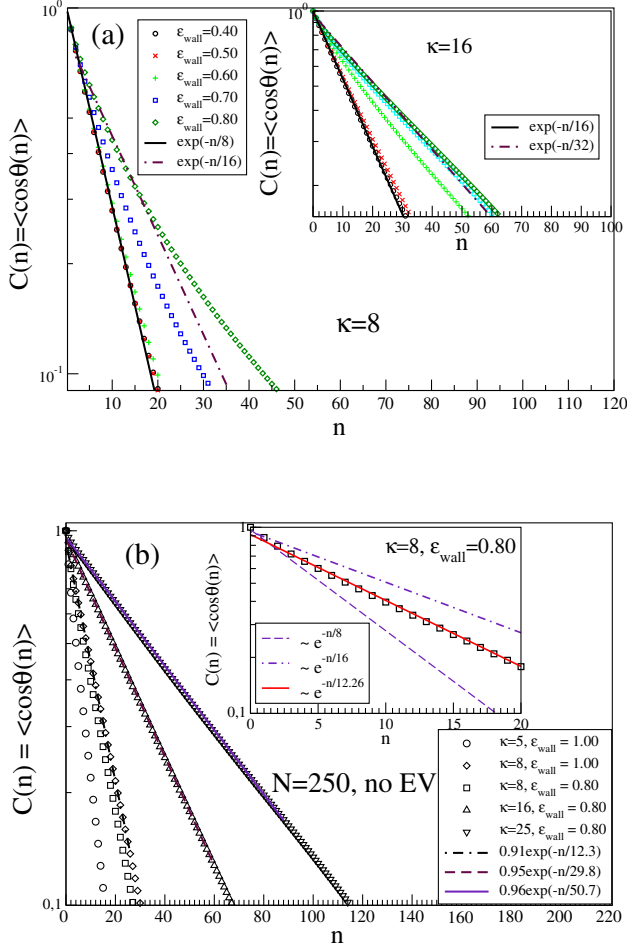 (a)
10^0
10^-1
C(n)=<cosθ(n)>
ε_wall=0.40
ε_wall=0.50
ε_wall=0.60
ε_wall=0.70
ε_wall=0.80
exp(-n/8)
exp(-n/16)
κ=8
10 20 30 40 50 60 70 80 90 100 110 120
n
10^0
C(n)=<cosθ(n)>
κ=16
exp(-n/16)
exp(-n/32)
0 10 20 30 40 50 60 70 80 90 100
n
(b)
1
0,1
C(n) = <cosθ(n)>
N=250, no EV
κ=5, ε_wall = 1.00
κ=8, ε_wall = 1.00
κ=8, ε_wall = 0.80
κ=16, ε_wall = 0.80
κ=25, ε_wall = 0.80
0.91exp(-n/12.3)
0.95exp(-n/29.8)
0.96exp(-n/50.7)
0 20 40 60 80 100 120 140 160 180 200 220
n
1
0,1
C(n) = <cosθ(n)>
κ=8, ε_wall=0.80
~ e^-n/8
~ e^-n/16
~ e^-n/12.26
0 5 10 15 20
n